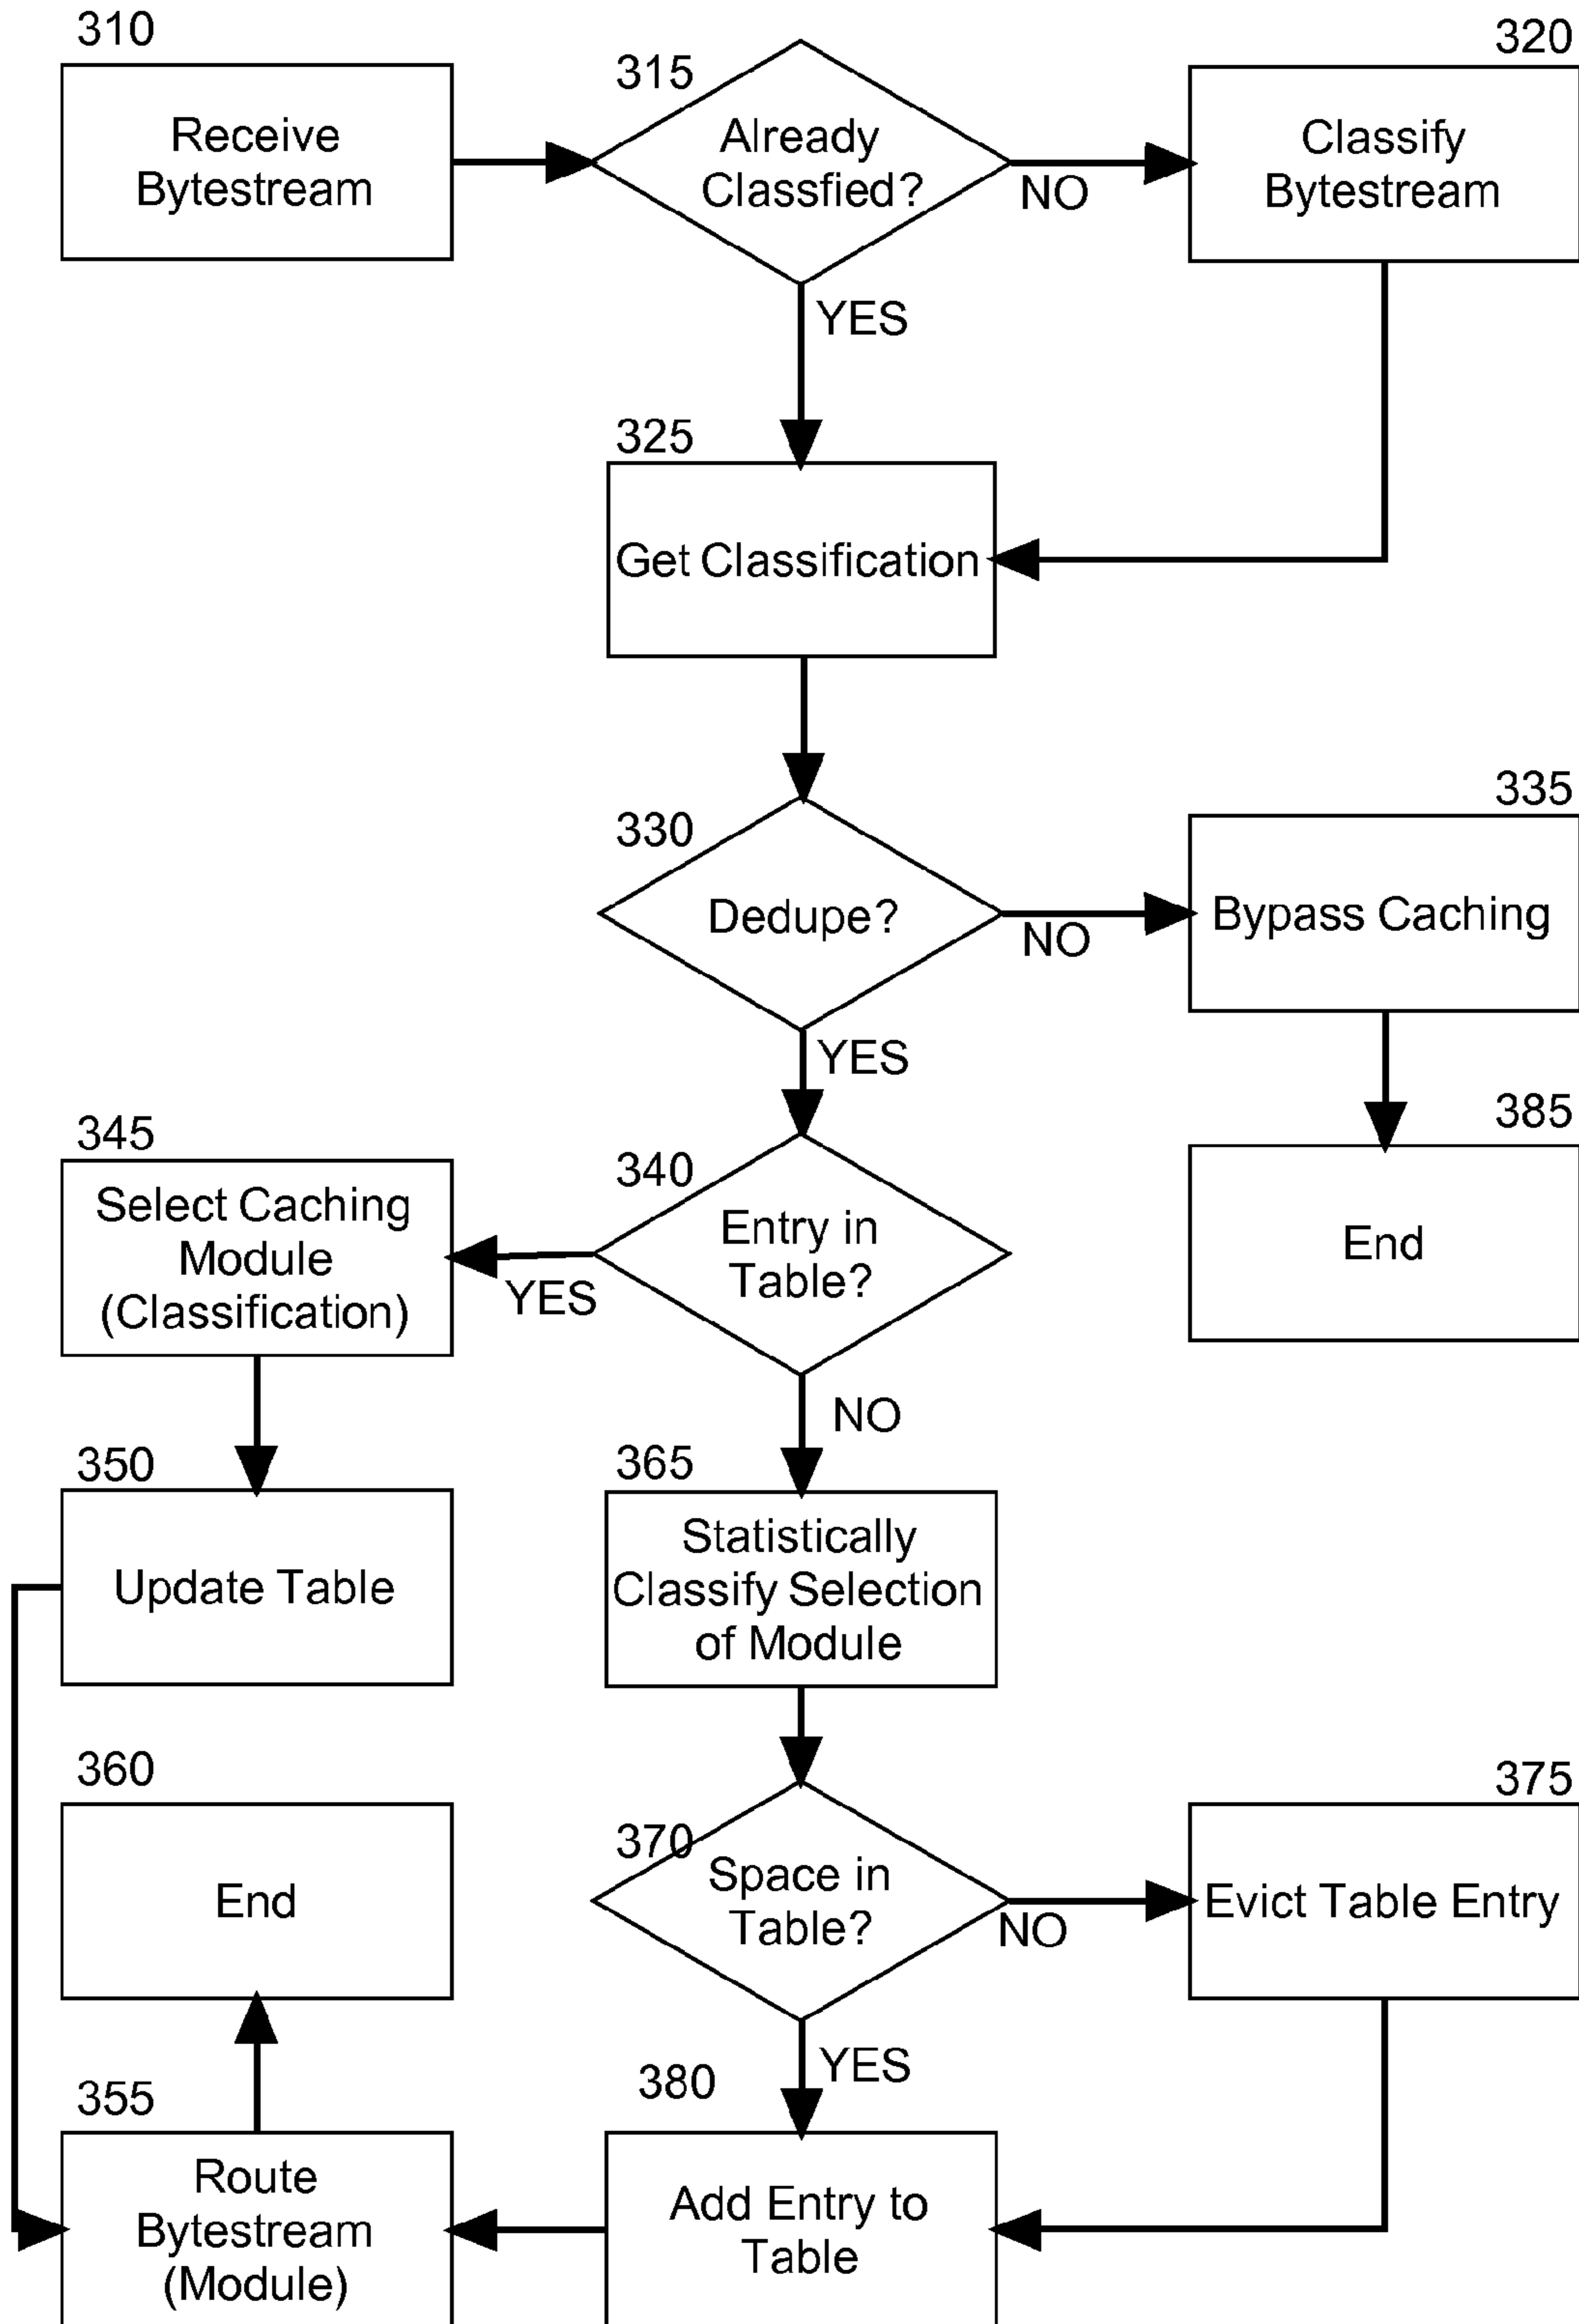 310
Receive
Bytestream
315
Already
Classfied?
NO
320
Classify
Bytestream
YES
325
Get Classification
330
Dedupe?
NO
335
Bypass Caching
YES
385
End
340
Entry in
Table?
YES
345
Select Caching
Module
(Classification)
NO
350
Update Table
365
Statistically
Classify Selection
of Module
360
End
370
Space in
Table?
NO
375
Evict Table Entry
YES
380
Add Entry to
Table
355
Route
Bytestream
(Module)